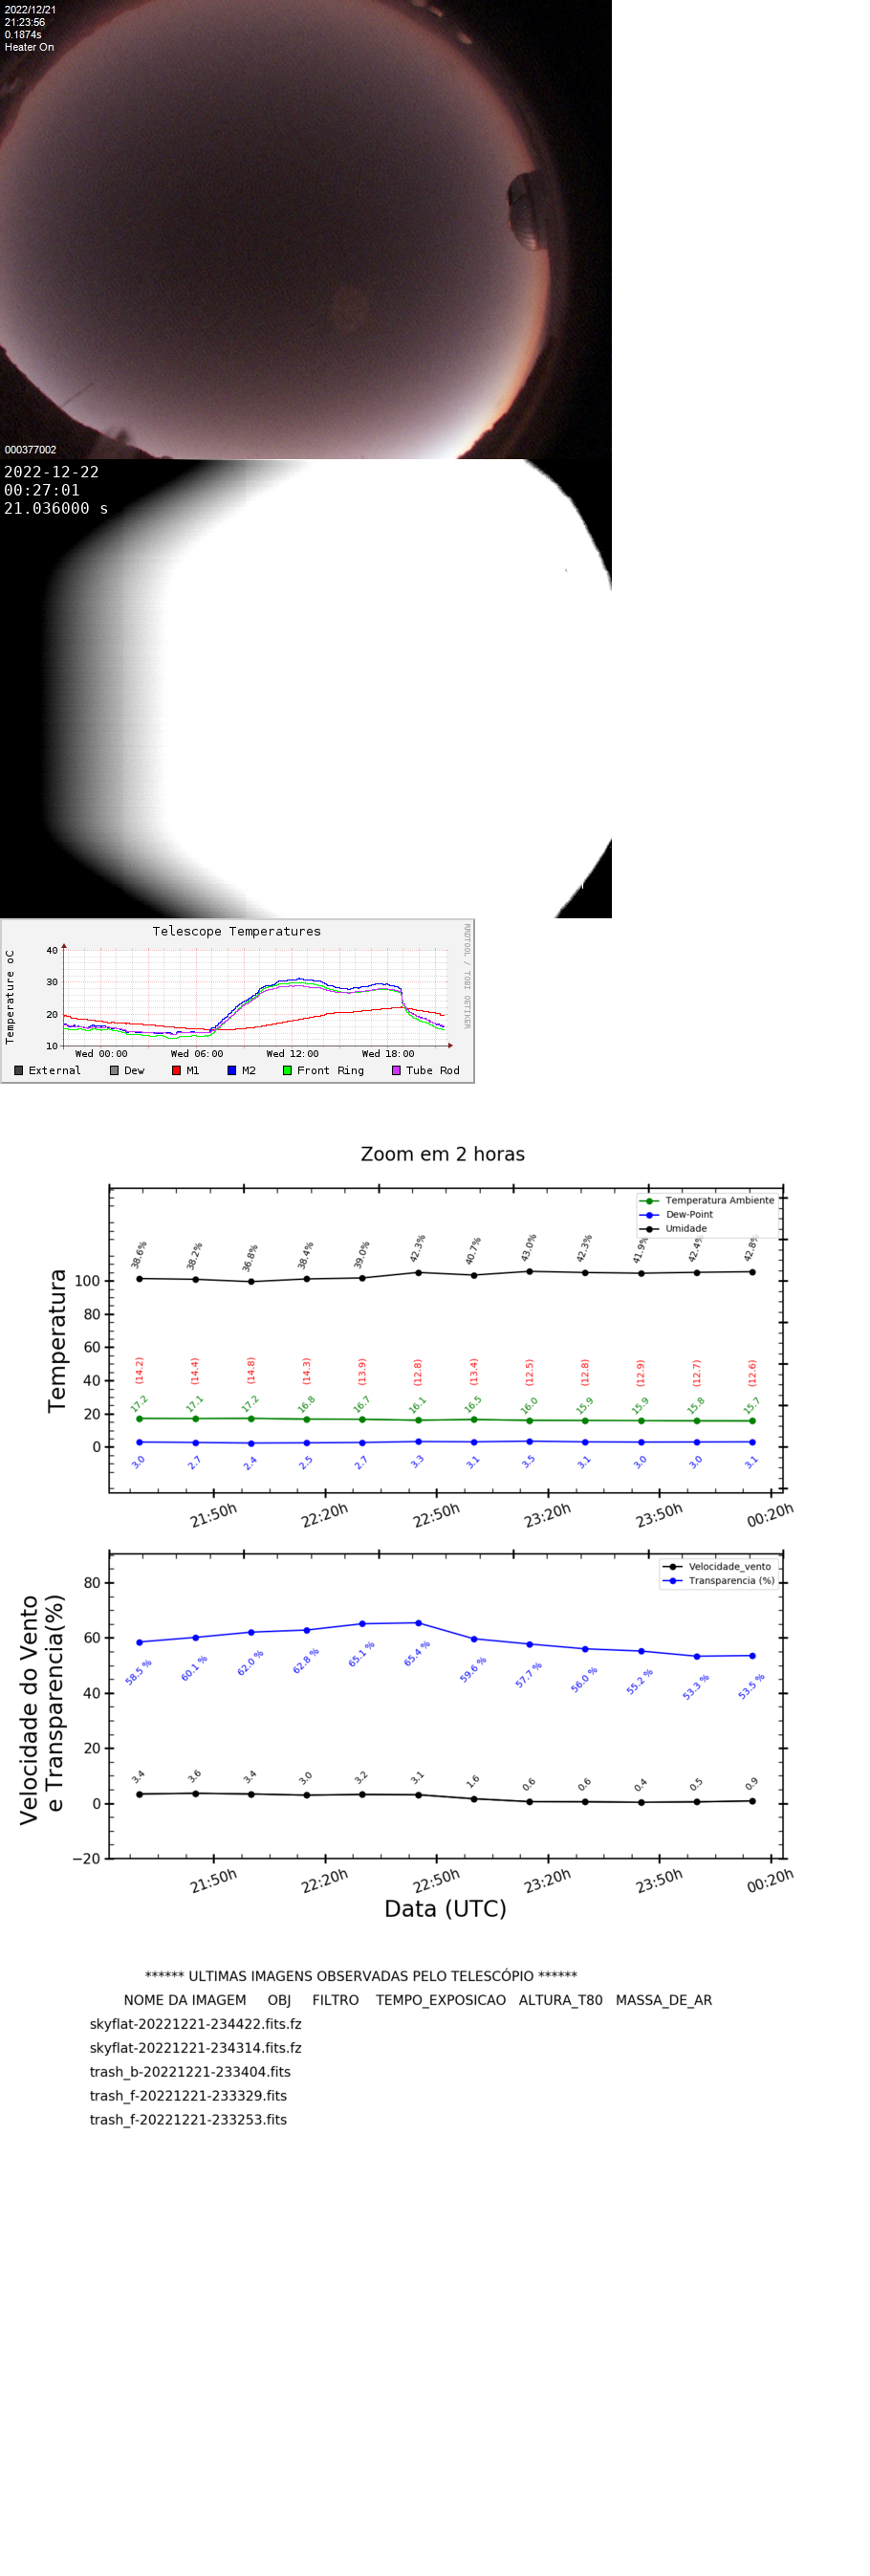 2022/12/21
21:23:56
0.1874s
Heater On
000377002
2022-12-22
00:27:01
21.036000 s
Telescope Temperatures
RRDTOOL / TOBI OETIKER
Temperature oC
40
30
20
10
Wed 00:00 Wed 06:00 Wed 12:00 Wed 18:00
External Dew M1 M2 Front Ring Tube Rod
Zoom em 2 horas
Temperatura Ambiente
Dew-Point
Umidade
38.6% 38.2% 36.8% 38.4% 39.0% 42.3% 40.7% 43.0% 42.3% 41.9% 42.4% 42.8%
Temperatura
100
80
60
40
20
0
(14.2) (14.4) (14.8) (14.3) (13.9) (12.8) (13.4) (12.5) (12.8) (12.9) (12.7) (12.6)
17.2 17.1 17.2 16.8 16.7 16.1 16.5 16.0 15.9 15.9 15.8 15.7
3.0 2.7 2.4 2.5 2.7 3.3 3.1 3.5 3.1 3.0 3.0 3.1
21:50h 22:20h 22:50h 23:20h 23:50h 00:20h
Velocidade_vento
Transparencia (%)
Velocidade do Vento
e Transparencia(%)
80
60
40
20
0
−20
58.5 % 60.1 % 62.0 % 62.8 % 65.1 % 65.4 % 59.6 % 57.7 % 56.0 % 55.2 % 53.3 % 53.5 %
3.4 3.6 3.4 3.0 3.2 3.1 1.6 0.6 0.6 0.4 0.5 0.9
21:50h 22:20h 22:50h 23:20h 23:50h 00:20h
Data (UTC)
****** ULTIMAS IMAGENS OBSERVADAS PELO TELESCÓPIO ******
NOME DA IMAGEM OBJ FILTRO TEMPO_EXPOSICAO ALTURA_T80 MASSA_DE_AR
skyflat-20221221-234422.fits.fz
skyflat-20221221-234314.fits.fz
trash_b-20221221-233404.fits
trash_f-20221221-233329.fits
trash_f-20221221-233253.fits